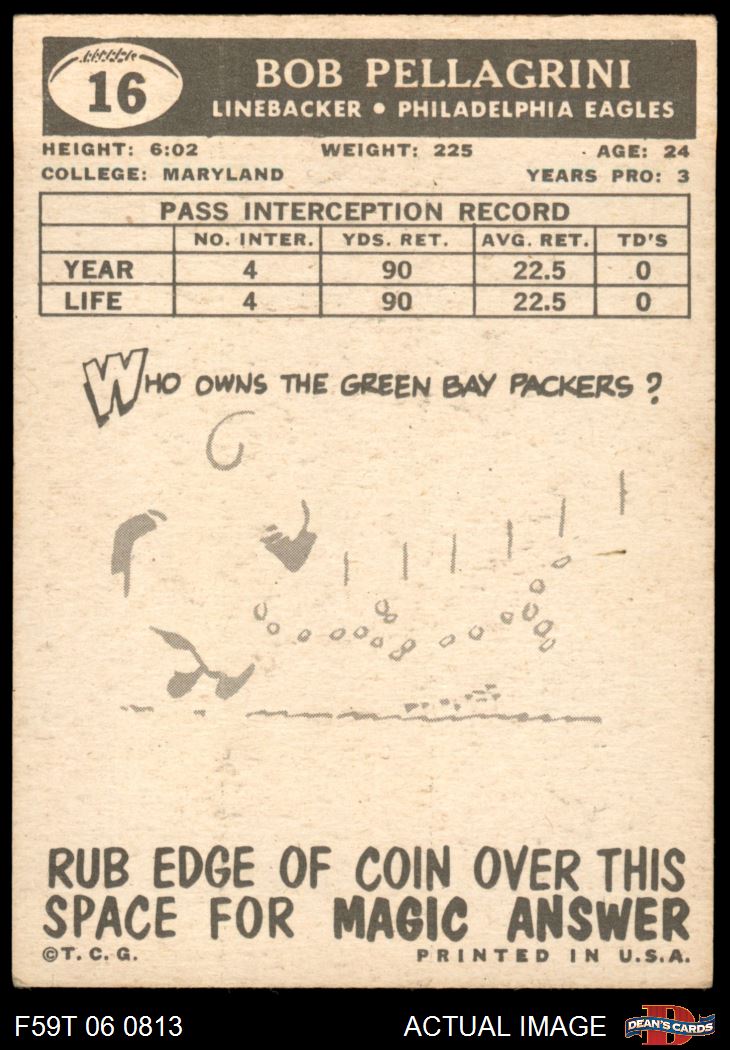 16
BOB PELLAGRINI
LINEBACKER • PHILADELPHIA EAGLES
HEIGHT: 6:02 WEIGHT: 225 AGE: 24
COLLEGE: MARYLAND YEARS PRO: 3
PASS INTERCEPTION RECORD
NO. INTER. YDS. RET. AVG. RET. TD'S
YEAR 4 90 22.5 0
LIFE 4 90 22.5 0
WHO OWNS THE GREEN BAY PACKERS?
RUB EDGE OF COIN OVER THIS
SPACE FOR MAGIC ANSWER
©T. C. G. PRINTED IN U.S.A.
F59T 06 0813 ACTUAL IMAGE D DEAN'S CARDS